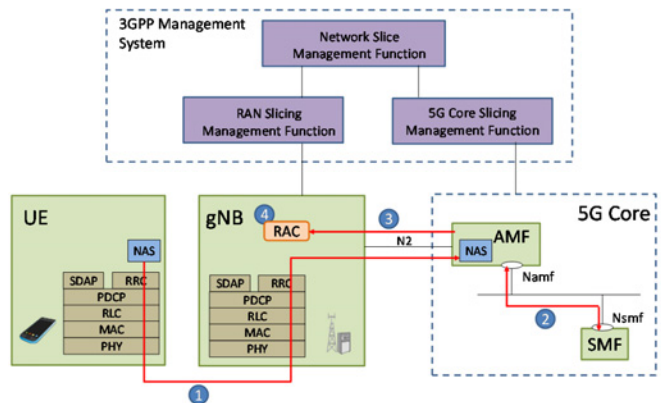 3GPP Management
System
Network Slice
Management Function
RAN Slicing
Management Function
5G Core Slicing
Management Function
UE
NAS
SDAP
RRC
PDCP
RLC
MAC
PHY
1
gNB
4
RAC
SDAP
RRC
PDCP
RLC
MAC
PHY
3
N2
5G Core
AMF
NAS
Namf
2
Nsmf
SMF